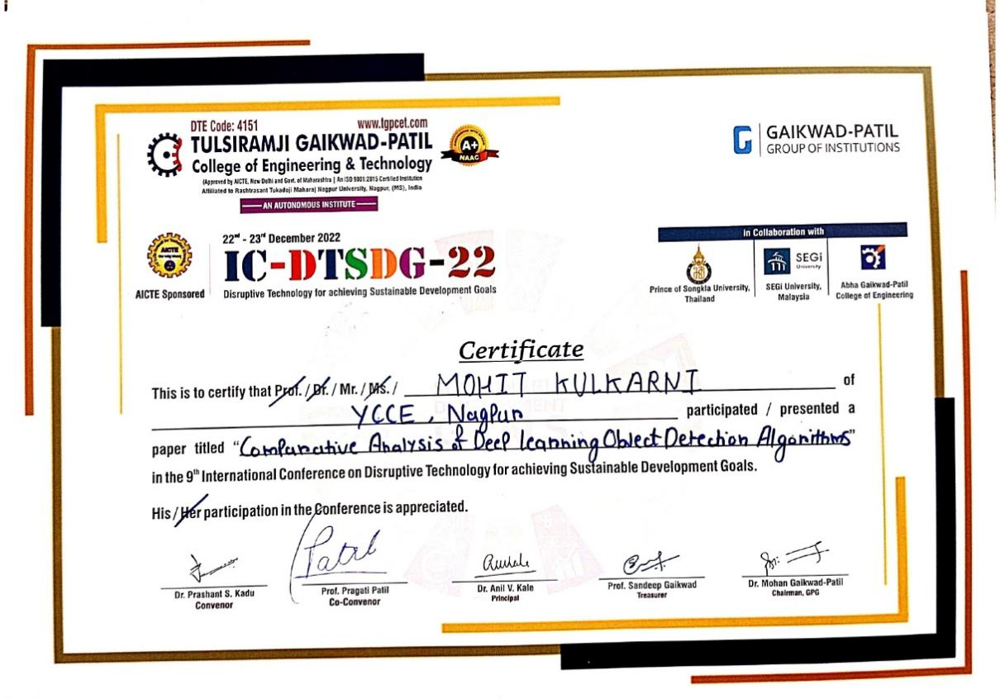 DTE Code: 4151 www.tgpcet.com
TULSIRAMJI GAIKWAD-PATIL
College of Engineering & Technology
(Approved by AICTE, New Delhi and Govt. of Maharashtra | An ISO 9001:2015 Certified Institution
Affiliated to Rashtrasant Tukadoji Maharaj Nagpur University, Nagpur, (MS), India
AN AUTONOMOUS INSTITUTE
A+
NAAC
GAIKWAD-PATIL
GROUP OF INSTITUTIONS
AICTE
AICTE Sponsored
22nd - 23rd December 2022
IC-DTSDG-22
Disruptive Technology for achieving Sustainable Development Goals
In Collaboration with
Prince of Songkla University,
Thailand
SEGi
University
SEGi University,
Malaysia
Abha Gaikwad-Patil
College of Engineering
Certificate
This is to certify that Prof. / Dr. / Mr. / Ms. / MOHIT KULKARNI of
YCCE, Nagpur participated / presented a
paper titled "Comparative Analysis of Deep learning Object Detection Algorithms"
in the 9th International Conference on Disruptive Technology for achieving Sustainable Development Goals.
His / Her participation in the Conference is appreciated.
Patil
Dr. Prashant S. Kadu
Convenor
Prof. Pragati Patil
Co-Convenor
Dr. Anil V. Kale
Principal
Prof. Sandeep Gaikwad
Treasurer
Dr. Mohan Gaikwad-Patil
Chairman, GPG